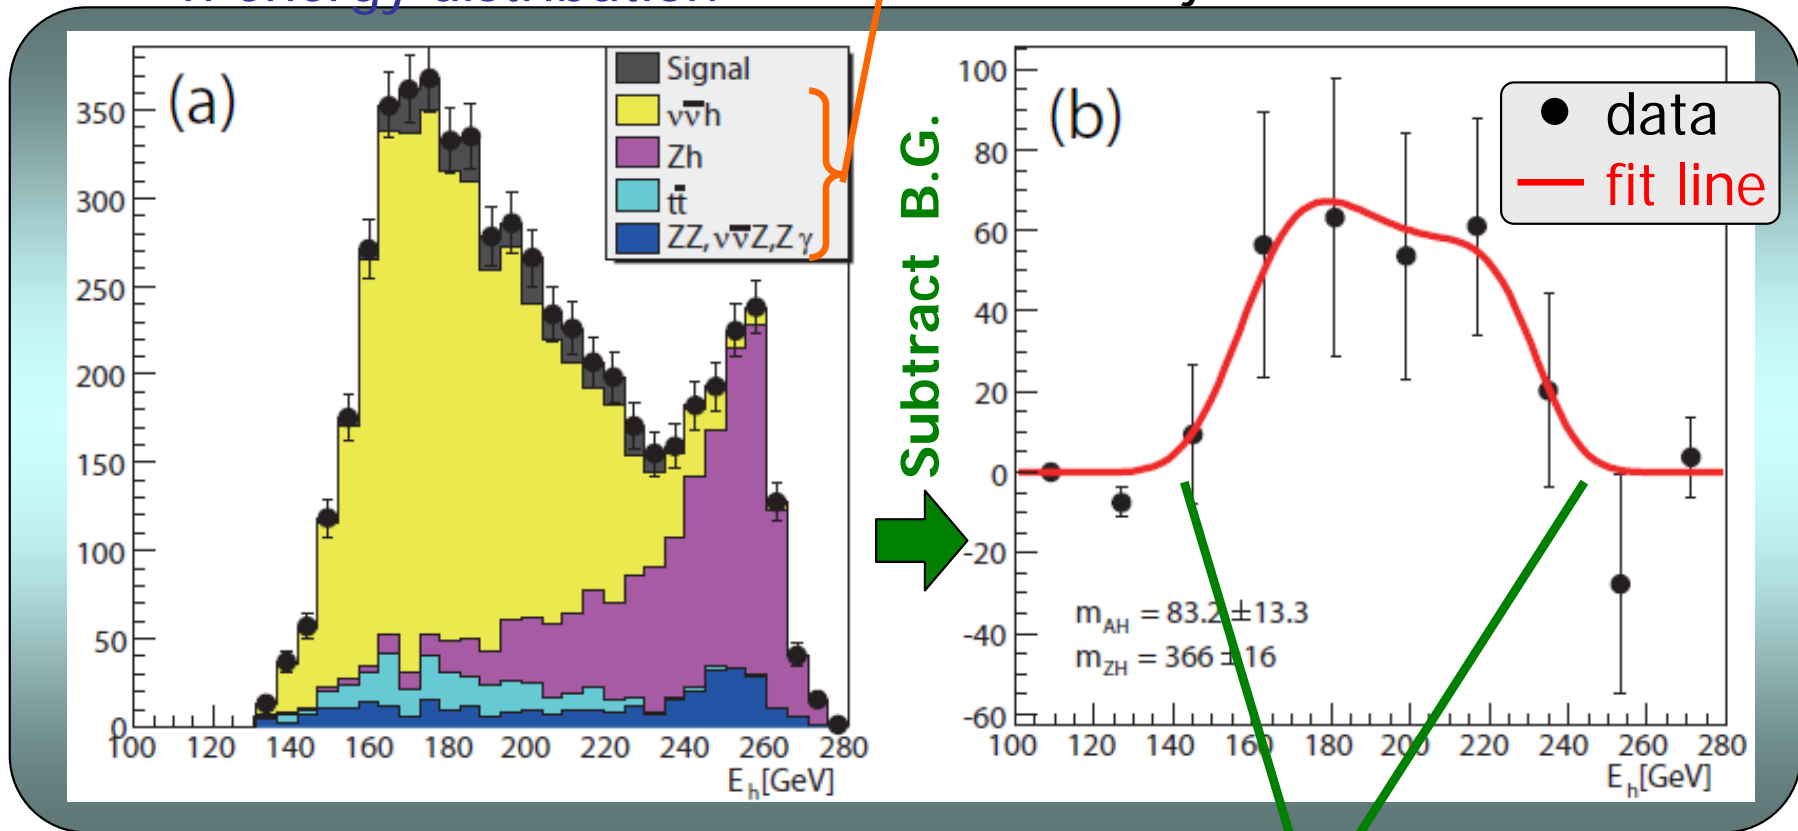 (a)
Signal
νν̅h
Zh
tt̅
ZZ, νν̅Z, Zγ
350
300
250
200
150
100
50
0
100 120 140 160 180 200 220 240 260 280
E_h[GeV]
Subtract B.G.
(b)
data
fit line
100
80
60
40
20
0
-20
-40
-60
m_AH = 83.2 ±13.3
m_ZH = 366 ± 16
100 120 140 160 180 200 220 240 260 280
E_h[GeV]